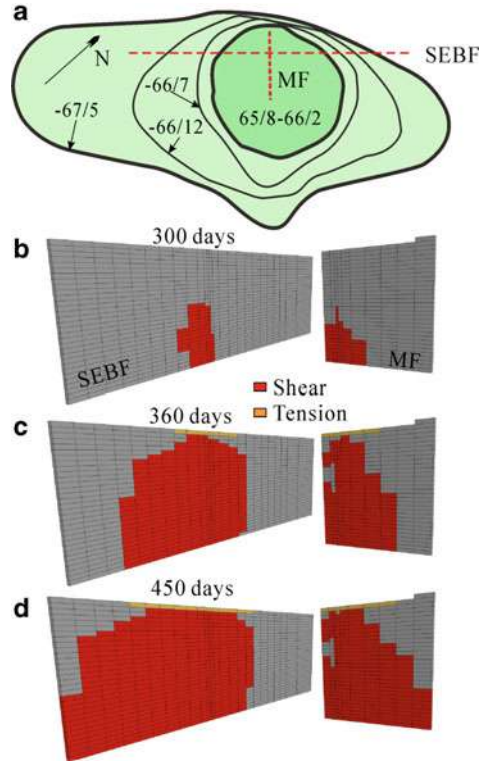 a
N
SEBF
MF
-66/7
65/8-66/2
-67/5
-66/12
b
300 days
SEBF
MF
Shear
Tension
c
360 days
d
450 days